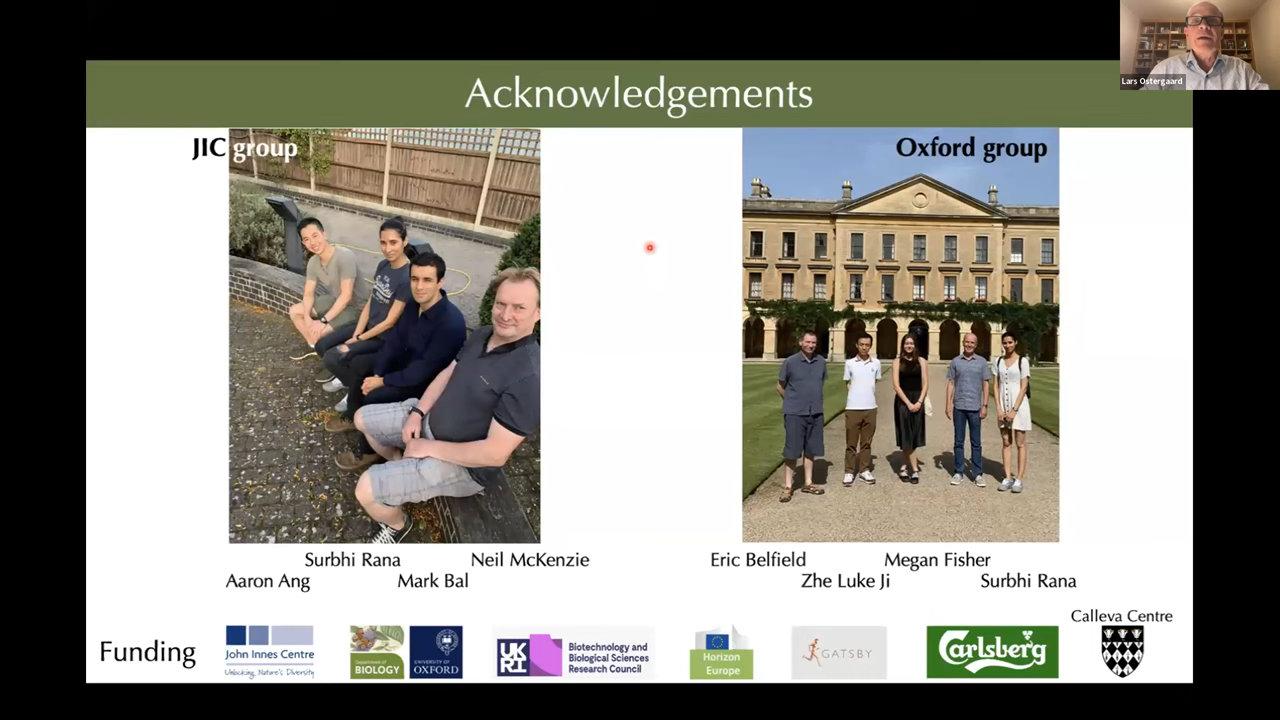 Lars Ostergaard
Acknowledgements
JIC group
Oxford group
Surbhi Rana
Neil McKenzie
Aaron Ang
Mark Bal
Eric Belfield
Megan Fisher
Zhe Luke Ji
Surbhi Rana
Funding
John Innes Centre
Unlocking Nature's Diversity
Department of
BIOLOGY
UNIVERSITY OF
OXFORD
UK
RI
Biotechnology and
Biological Sciences
Research Council
Horizon
Europe
GATSBY
Carlsberg
Calleva Centre